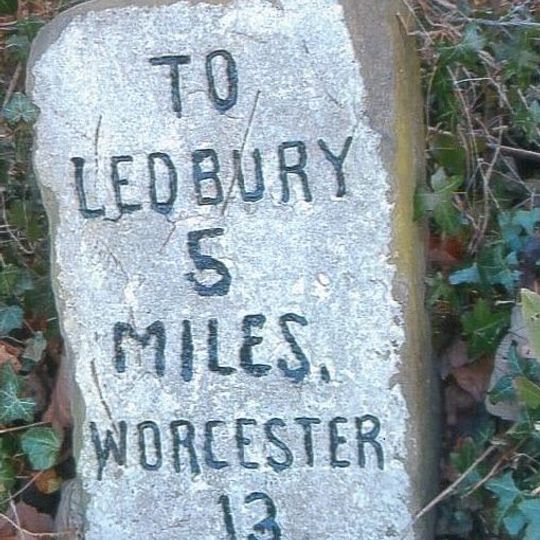 TO
LEDBURY
5
MILES.
WORCESTER
13